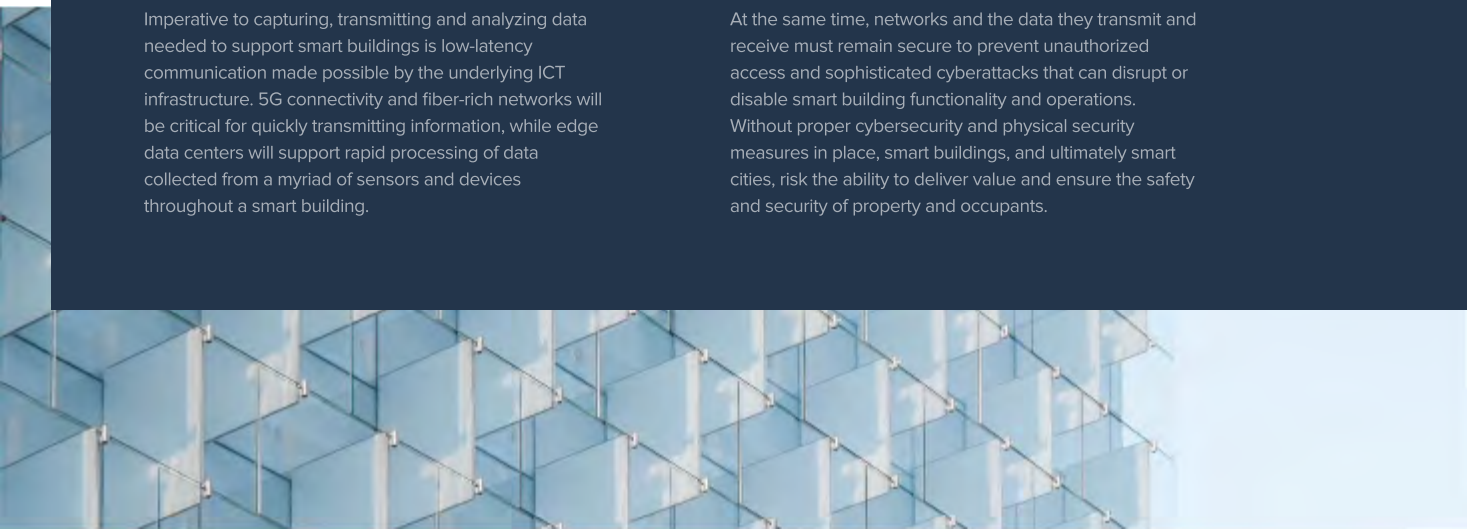 Imperative to capturing, transmitting and analyzing data
needed to support smart buildings is low-latency
communication made possible by the underlying ICT
infrastructure. 5G connectivity and fiber-rich networks will
be critical for quickly transmitting information, while edge
data centers will support rapid processing of data
collected from a myriad of sensors and devices
throughout a smart building.
At the same time, networks and the data they transmit and
receive must remain secure to prevent unauthorized
access and sophisticated cyberattacks that can disrupt or
disable smart building functionality and operations.
Without proper cybersecurity and physical security
measures in place, smart buildings, and ultimately smart
cities, risk the ability to deliver value and ensure the safety
and security of property and occupants.